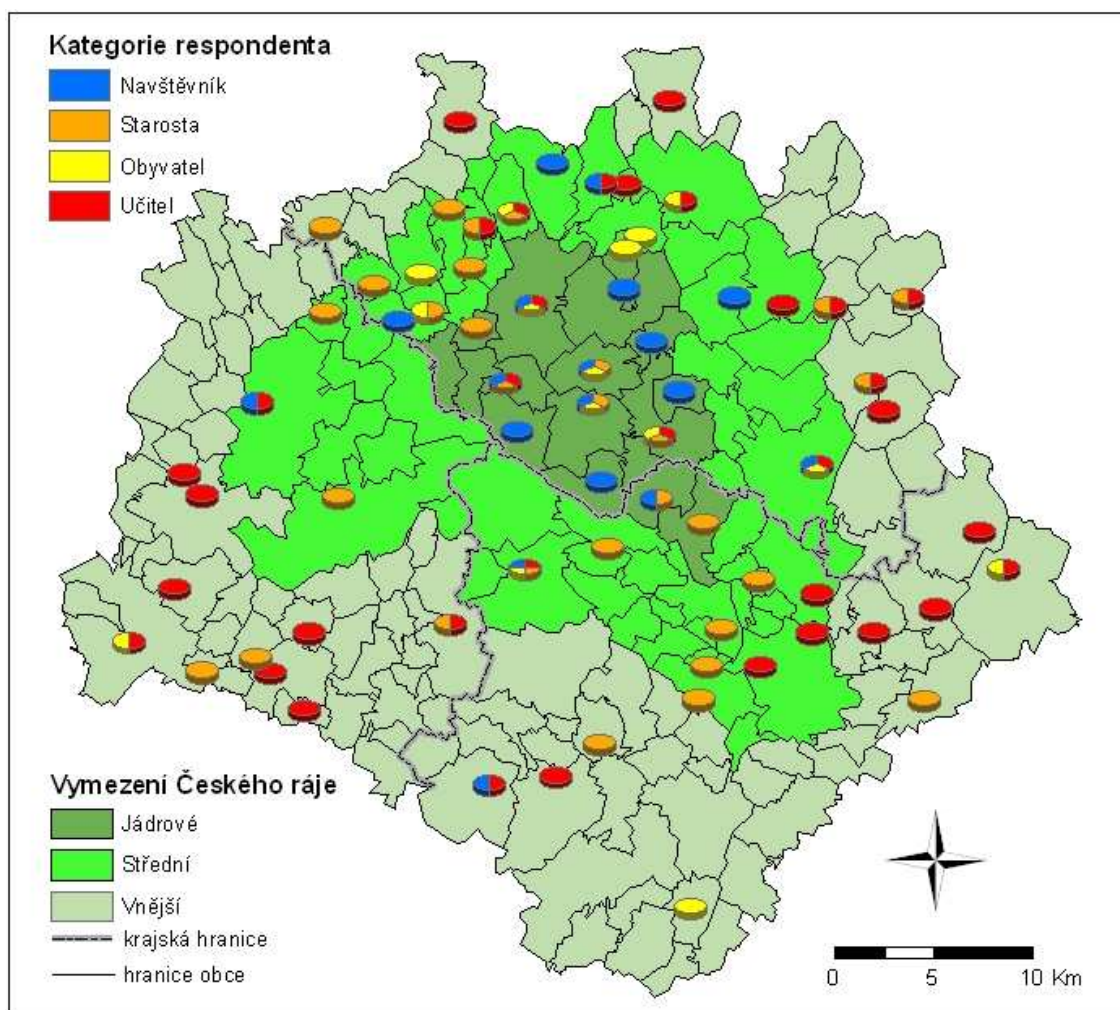 Kategorie respondenta
Navštěvník
Starosta
Obyvatel
Učitel
Vymezení Českého ráje
Jádrové
Střední
Vnější
krajská hranice
hranice obce
0 5 10 Km